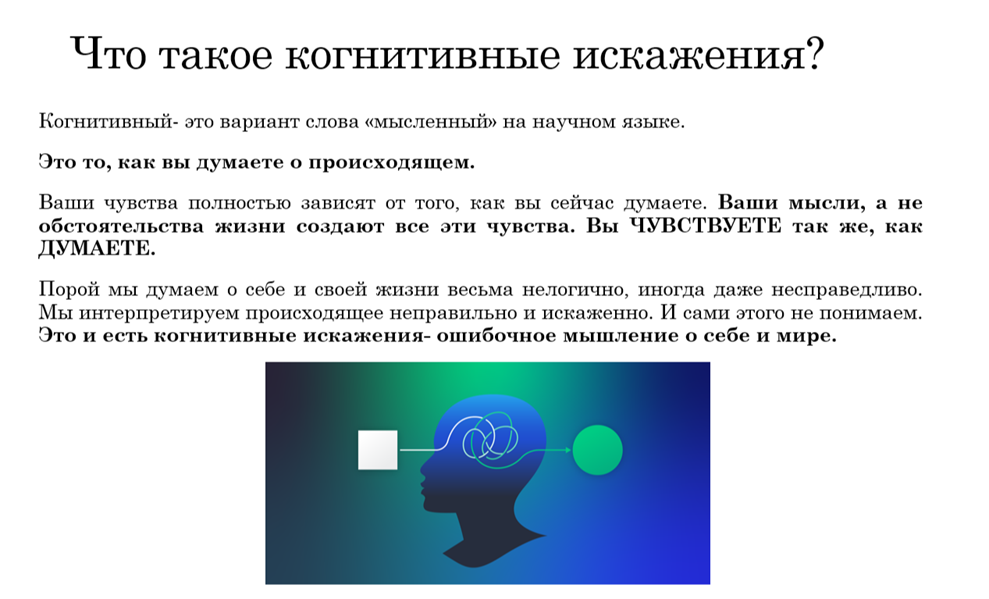 Что такое когнитивные искажения?
Когнитивный- это вариант слова «мысленный» на научном языке.
Это то, как вы думаете о происходящем.
Ваши чувства полностью зависят от того, как вы сейчас думаете. Ваши мысли, а не
обстоятельства жизни создают все эти чувства. Вы ЧУВСТВУЕТЕ так же, как
ДУМАЕТЕ.
Порой мы думаем о себе и своей жизни весьма нелогично, иногда даже несправедливо.
Мы интерпретируем происходящее неправильно и искаженно. И сами этого не понимаем.
Это и есть когнитивные искажения- ошибочное мышление о себе и мире.